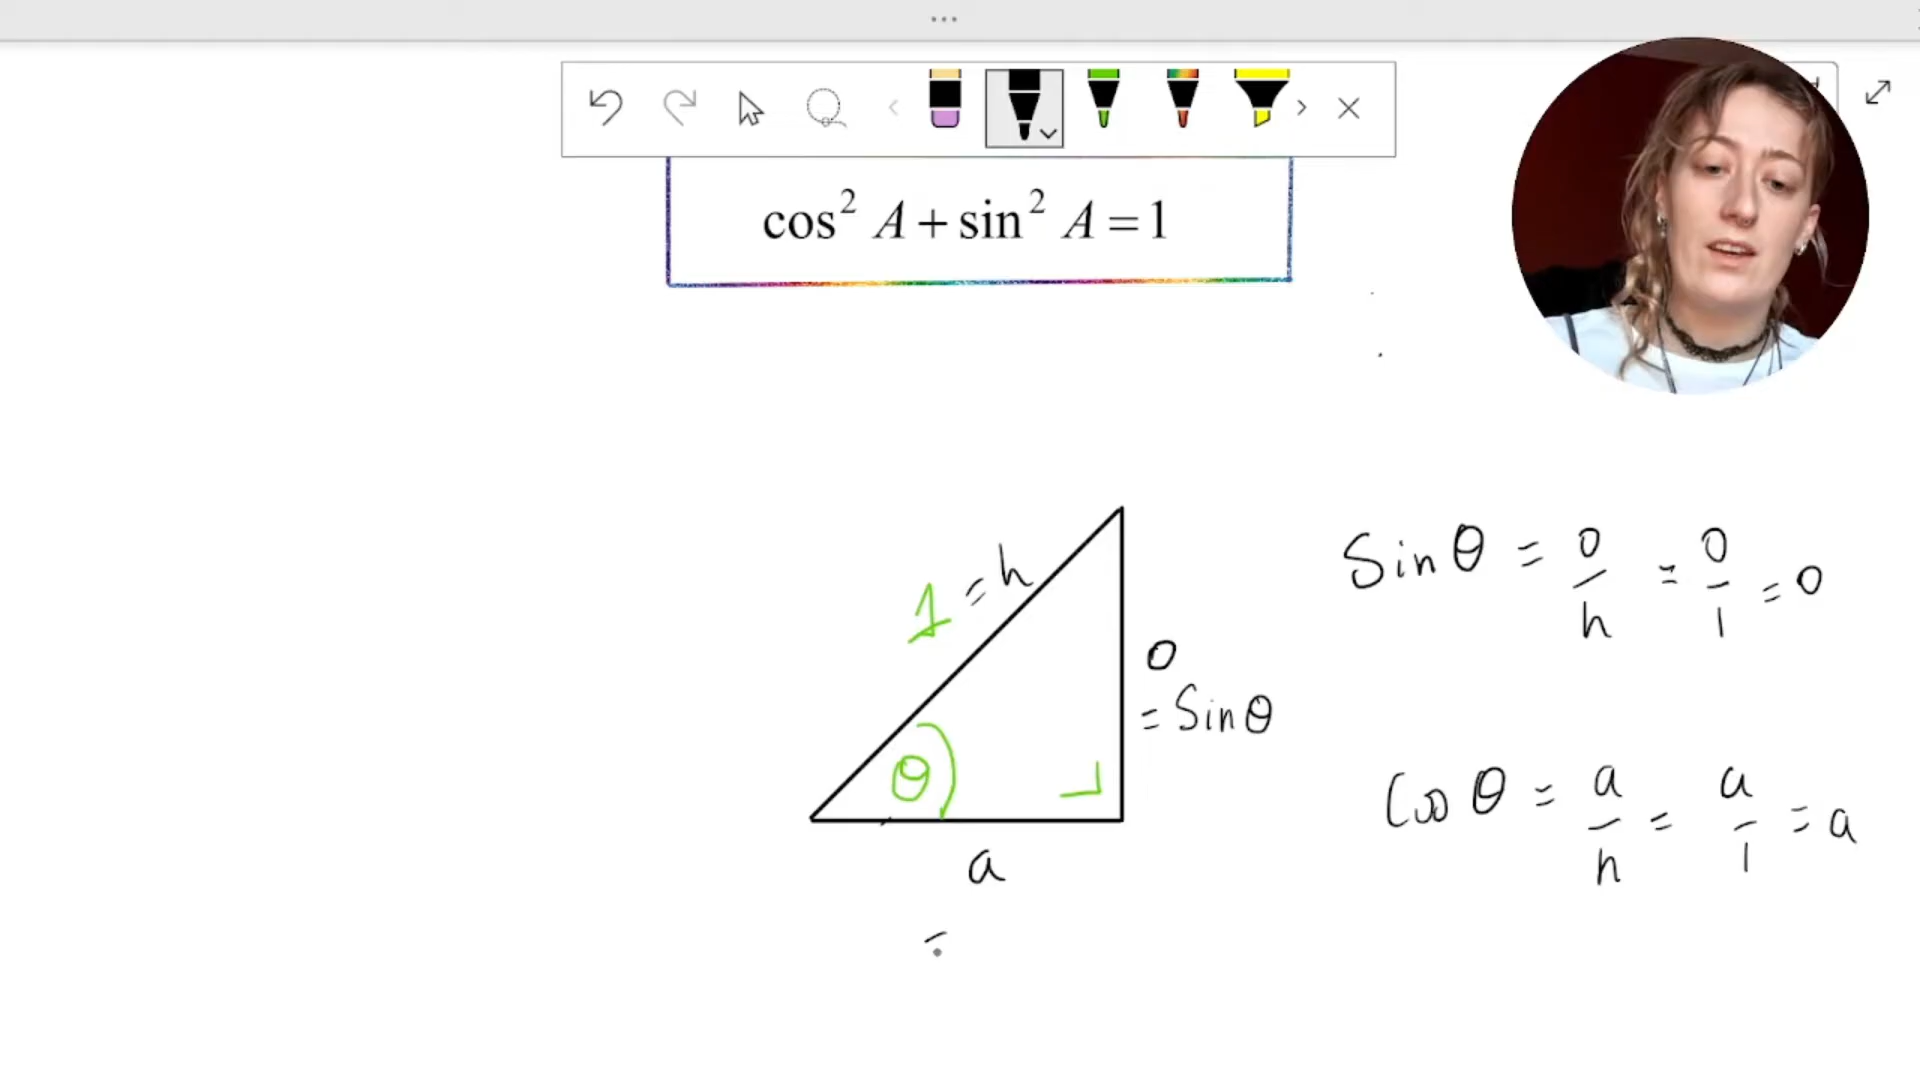 cos² A + sin² A = 1
1 = h
Sin θ = o/h = o/1 = o
o
= Sin θ
θ
Cos θ = a/h = a/1 = a
a
=